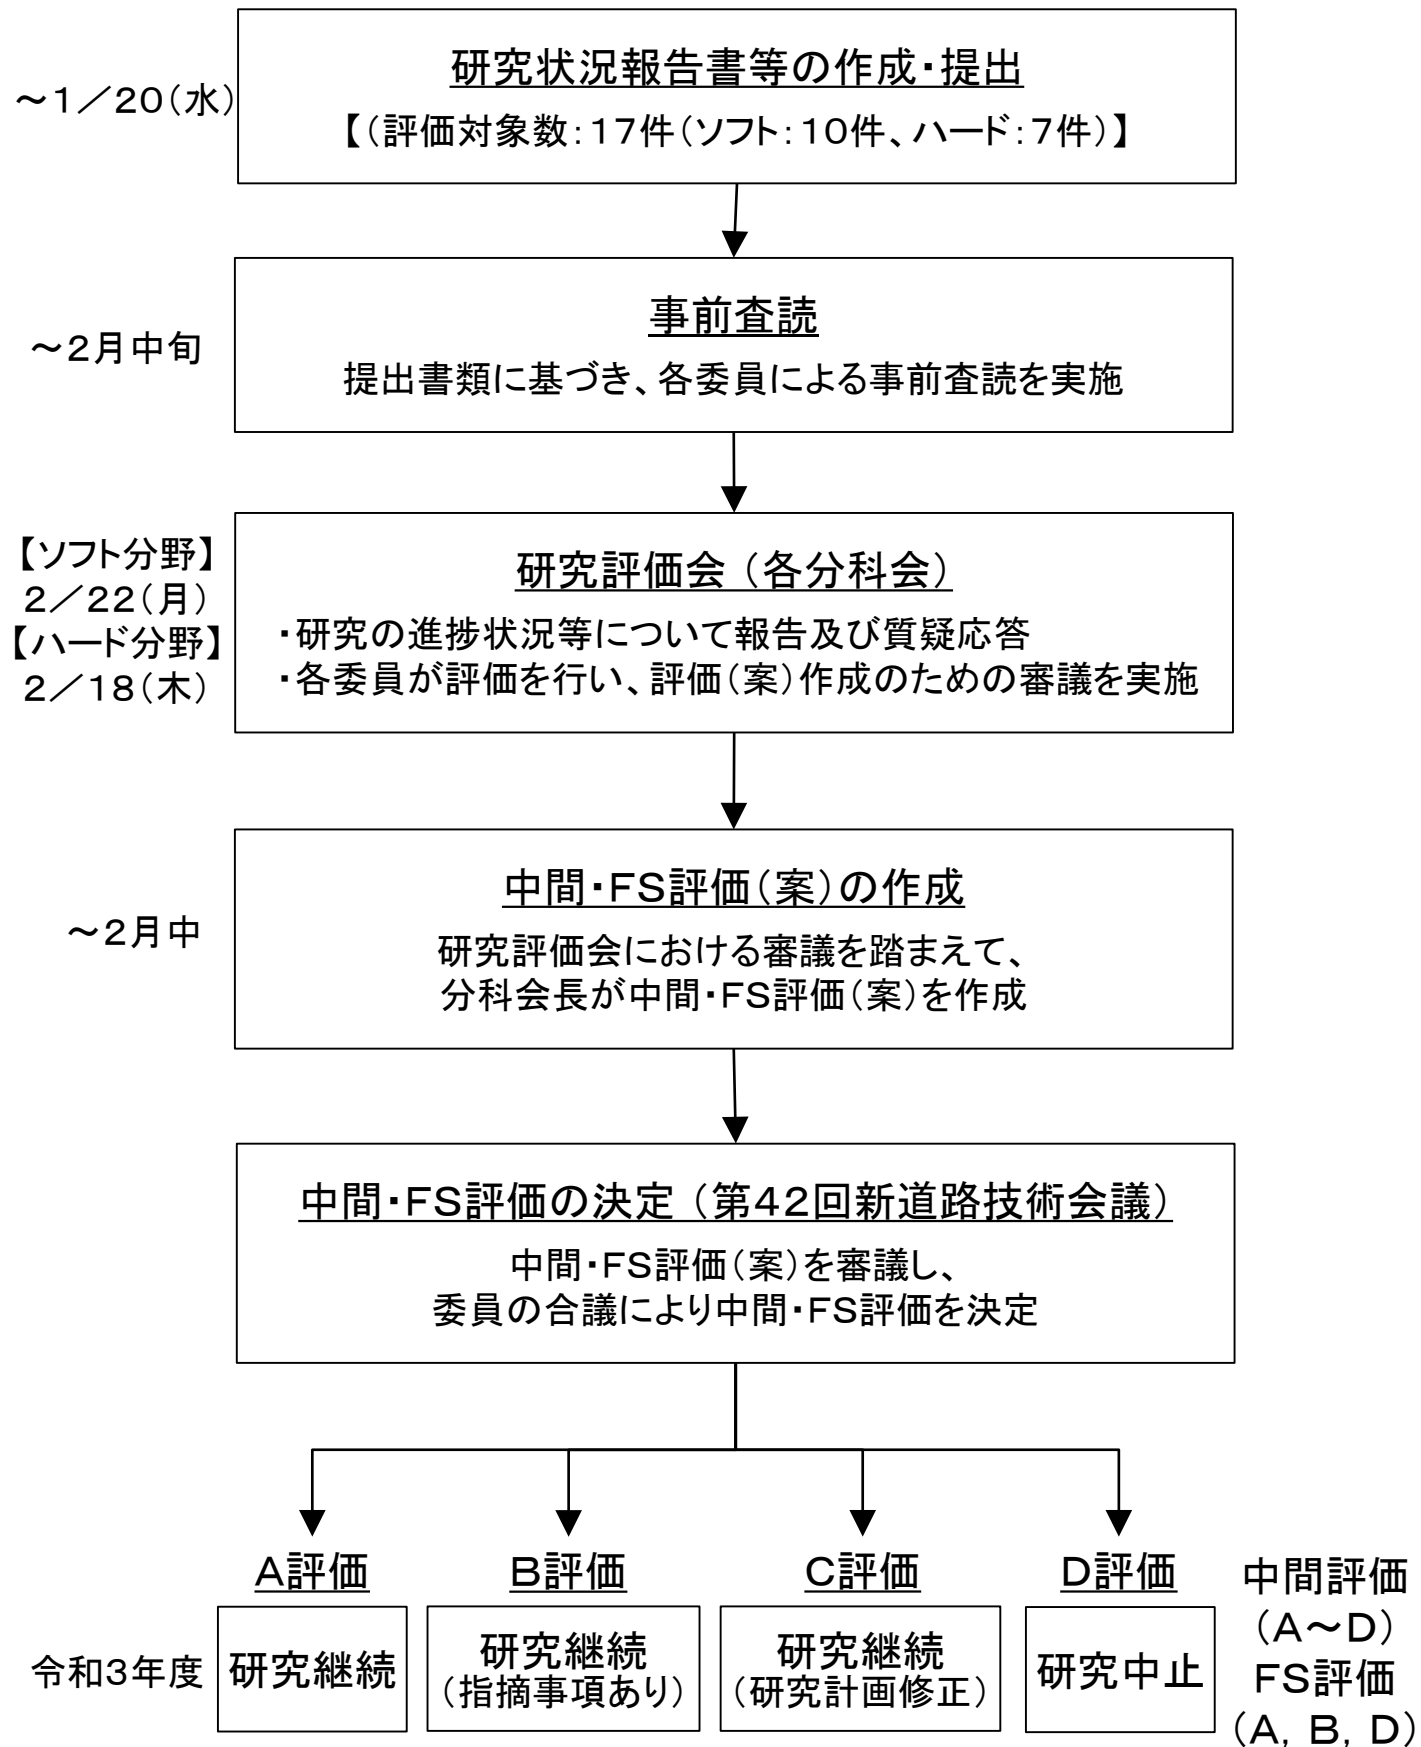 研究状況報告書等の作成・提出
～1／20（水）
【（評価対象数：17件（ソフト：10件、ハード：7件）】
事前査読
～2月中旬
提出書類に基づき、各委員による事前査読を実施
【ソフト分野】
2／22（月）
【ハード分野】
2／18（木）
研究評価会（各分科会）
・研究の進捗状況等について報告及び質疑応答
・各委員が評価を行い、評価（案）作成のための審議を実施
中間・FS評価（案）の作成
～2月中
研究評価会における審議を踏まえて、
分科会長が中間・FS評価（案）を作成
中間・FS評価の決定（第42回新道路技術会議）
中間・FS評価（案）を審議し、
委員の合議により中間・FS評価を決定
A評価
B評価
C評価
D評価
令和3年度
研究継続
研究継続
（指摘事項あり）
研究継続
（研究計画修正）
研究中止
中間評価
（A～D）
FS評価
（A, B, D）